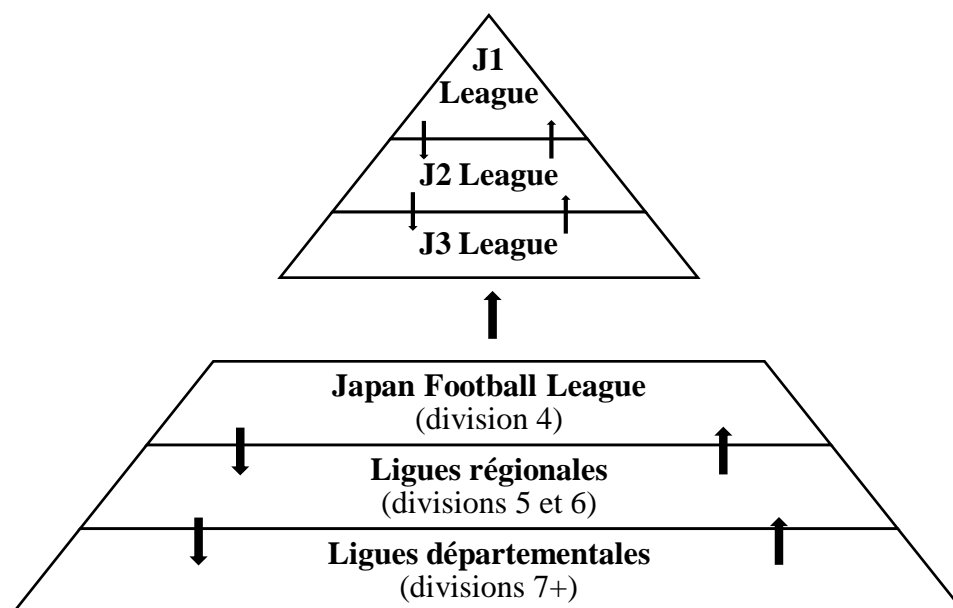 J1
League
J2 League
J3 League
Japan Football League
(division 4)
Ligues régionales
(divisions 5 et 6)
Ligues départementales
(divisions 7+)